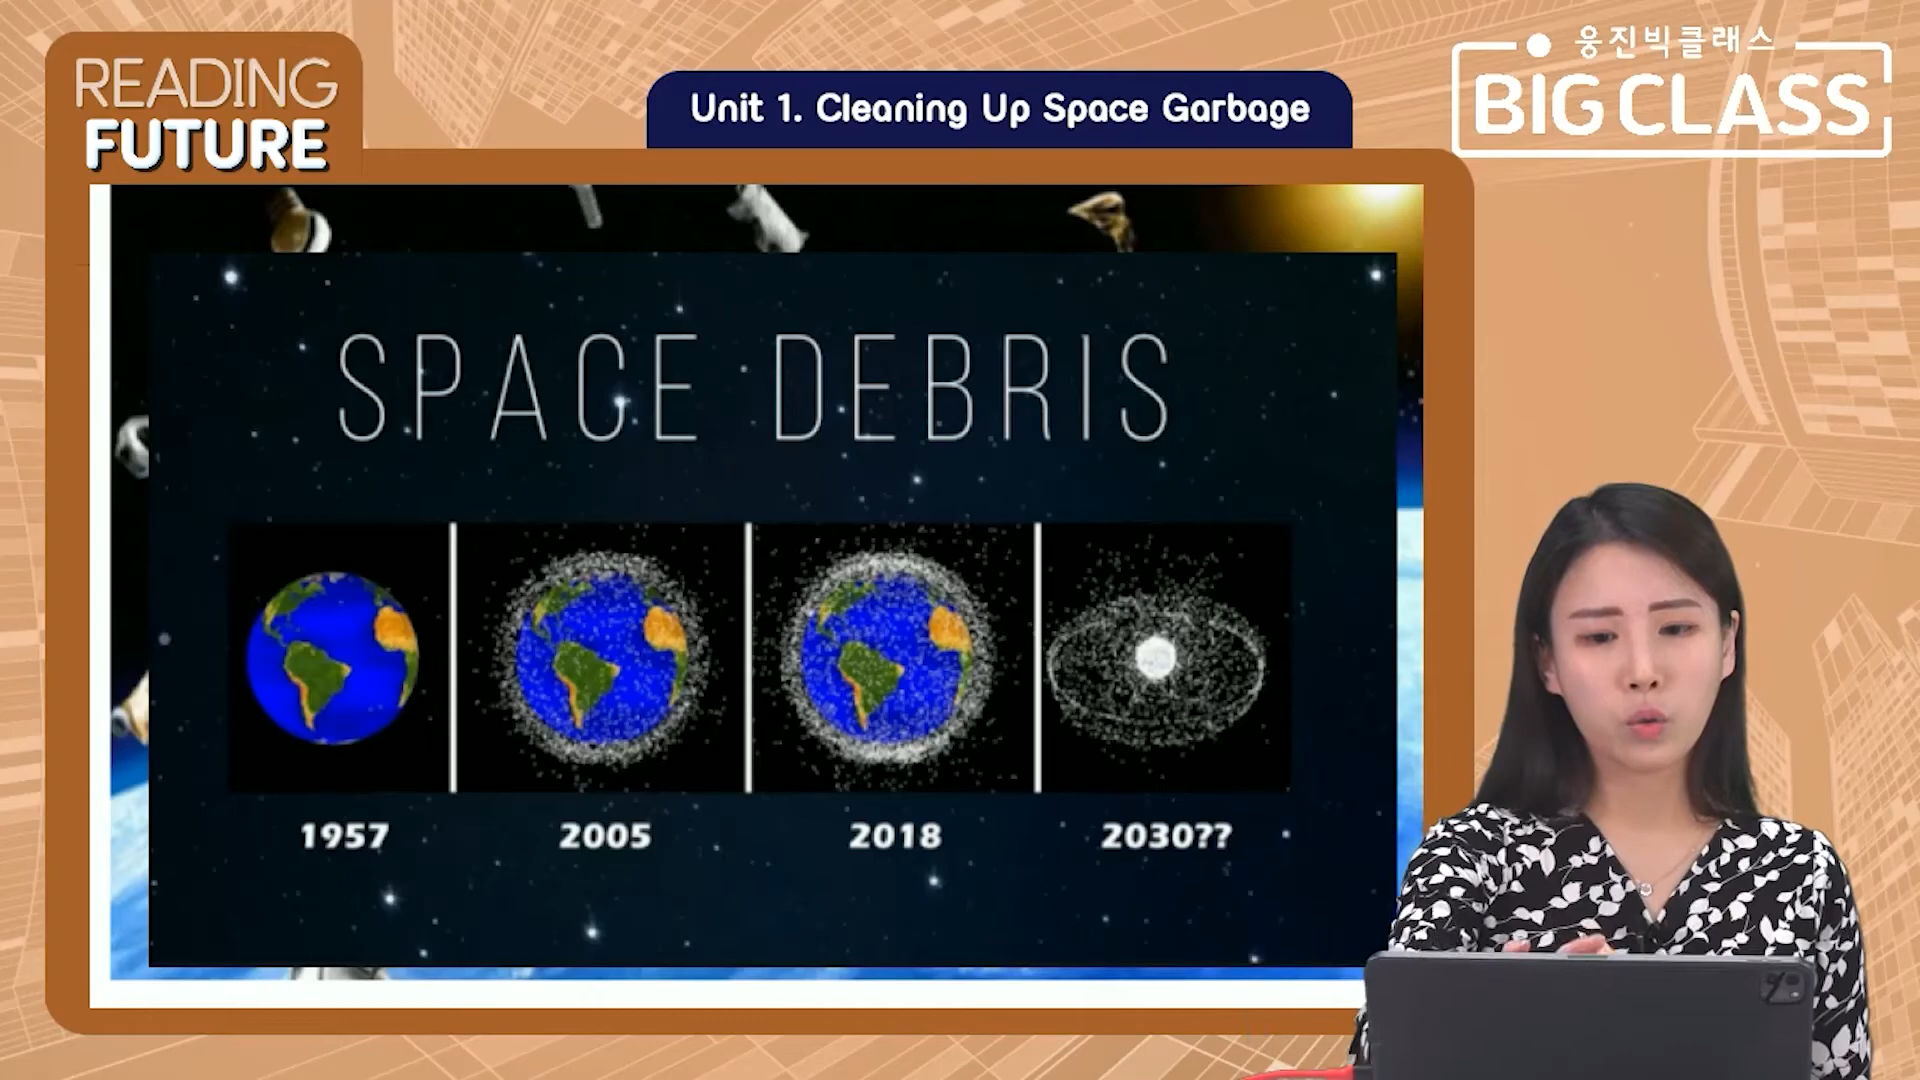 READING
FUTURE
Unit 1. Cleaning Up Space Garbage
웅진빅클래스
BIG CLASS
SPACE DEBRIS
1957
2005
2018
2030??